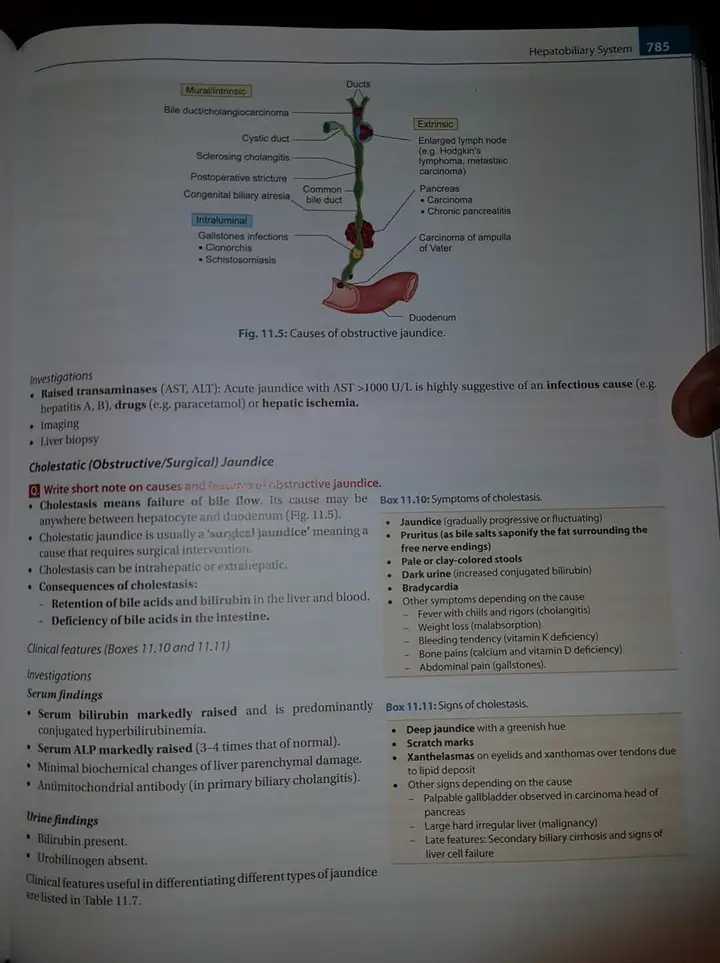 Hepatobiliary System 785
Mural/intrinsic
Bile duct/cholangiocarcinoma
Cystic duct
Sclerosing cholangitis
Postoperative stricture
Congenital biliary atresia
Intraluminal
Gallstones infections
• Clonorchis
• Schistosomiasis
Ducts
Common
bile duct
Extrinsic
Enlarged lymph node
(e.g. Hodgkin's
lymphoma, metastaic
carcinoma)
Pancreas
• Carcinoma
• Chronic pancreatitis
Carcinoma of ampulla
of Vater
Duodenum
Fig. 11.5: Causes of obstructive jaundice.
Investigations
• Raised transaminases (AST, ALT): Acute jaundice with AST >1000 U/L is highly suggestive of an infectious cause (e.g.
hepatitis A, B), drugs (e.g. paracetamol) or hepatic ischemia.
• Imaging
• Liver biopsy
Cholestatic (Obstructive/Surgical) Jaundice
Q. Write short note on causes and features of obstructive jaundice.
• Cholestasis means failure of bile flow. Its cause may be
anywhere between hepatocyte and duodenum (Fig. 11.5).
• Cholestatic jaundice is usually a 'surgical jaundice' meaning a
cause that requires surgical intervention.
• Cholestasis can be intrahepatic or extrahepatic.
• Consequences of cholestasis:
- Retention of bile acids and bilirubin in the liver and blood.
- Deficiency of bile acids in the intestine.
Clinical features (Boxes 11.10 and 11.11)
Investigations
Serum findings
• Serum bilirubin markedly raised and is predominantly
conjugated hyperbilirubinemia.
• Serum ALP markedly raised (3–4 times that of normal).
• Minimal biochemical changes of liver parenchymal damage.
• Antimitochondrial antibody (in primary biliary cholangitis).
Urine findings
• Bilirubin present.
• Urobilinogen absent.
Clinical features useful in differentiating different types of jaundice
are listed in Table 11.7.
Box 11.10: Symptoms of cholestasis.
• Jaundice (gradually progressive or fluctuating)
• Pruritus (as bile salts saponify the fat surrounding the
free nerve endings)
• Pale or clay-colored stools
• Dark urine (increased conjugated bilirubin)
• Bradycardia
• Other symptoms depending on the cause
– Fever with chills and rigors (cholangitis)
– Weight loss (malabsorption)
– Bleeding tendency (vitamin K deficiency)
– Bone pains (calcium and vitamin D deficiency)
– Abdominal pain (gallstones).
Box 11.11: Signs of cholestasis.
• Deep jaundice with a greenish hue
• Scratch marks
• Xanthelasmas on eyelids and xanthomas over tendons due
to lipid deposit
• Other signs depending on the cause
– Palpable gallbladder observed in carcinoma head of
pancreas
– Large hard irregular liver (malignancy)
– Late features: Secondary biliary cirrhosis and signs of
liver cell failure